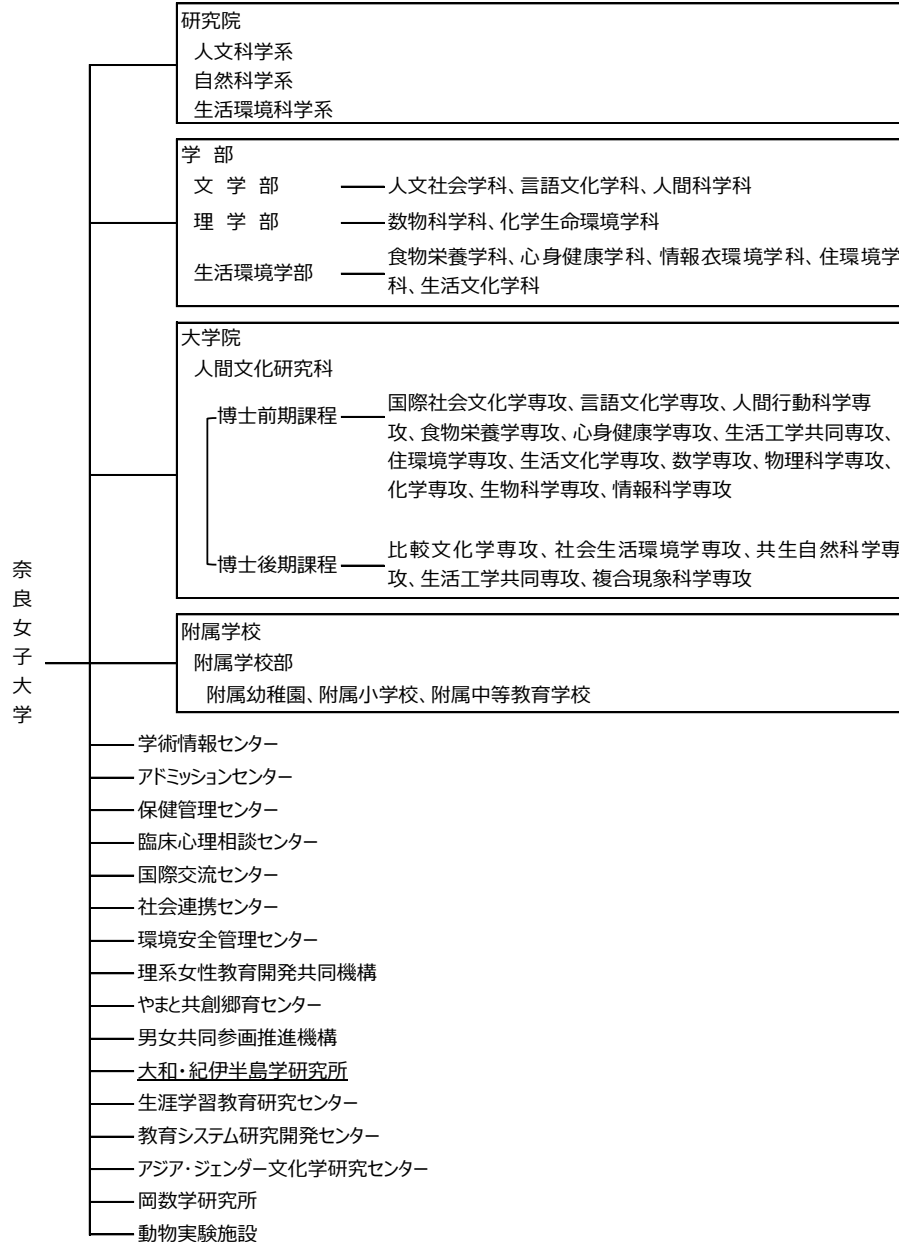 研究院
人文科学系
自然科学系
生活環境科学系
学 部
文 学 部 人文社会学科、言語文化学科、人間科学科
理 学 部 数物科学科、化学生命環境学科
生活環境学部 食物栄養学科、心身健康学科、情報衣環境学科、住環境学
科、生活文化学科
大学院
人間文化研究科
博士前期課程 国際社会文化学専攻、言語文化学専攻、人間行動科学専
攻、食物栄養学専攻、心身健康学専攻、生活工学共同専攻、
住環境学専攻、生活文化学専攻、数学専攻、物理科学専攻、
化学専攻、生物科学専攻、情報科学専攻
博士後期課程 比較文化学専攻、社会生活環境学専攻、共生自然科学専
攻、生活工学共同専攻、複合現象科学専攻
奈良女子大学
附属学校
附属学校部
附属幼稚園、附属小学校、附属中等教育学校
学術情報センター
アドミッションセンター
保健管理センター
臨床心理相談センター
国際交流センター
社会連携センター
環境安全管理センター
理系女性教育開発共同機構
やまと共創郷育センター
男女共同参画推進機構
大和・紀伊半島学研究所
生涯学習教育研究センター
教育システム研究開発センター
アジア・ジェンダー文化学研究センター
岡数学研究所
動物実験施設